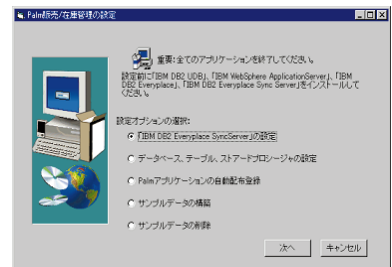 Palm販売/在庫管理の設定
重要:全てのアプリケーションを終了してください。
設定前に「IBM DB2 UDB」、「IBM WebSphere ApplicationServer」、「IBM
DB2 Everyplace」、「IBM DB2 Everyplace Sync Server」をインストールして
ください。
設定オプションの選択:
「IBM DB2 Everyplace SyncServer」の設定
データベース、テーブル、ストアードプロシージャの設定
Palmアプリケーションの自動配布登録
サンプルデータの構築
サンプルデータの削除
次へ
キャンセル